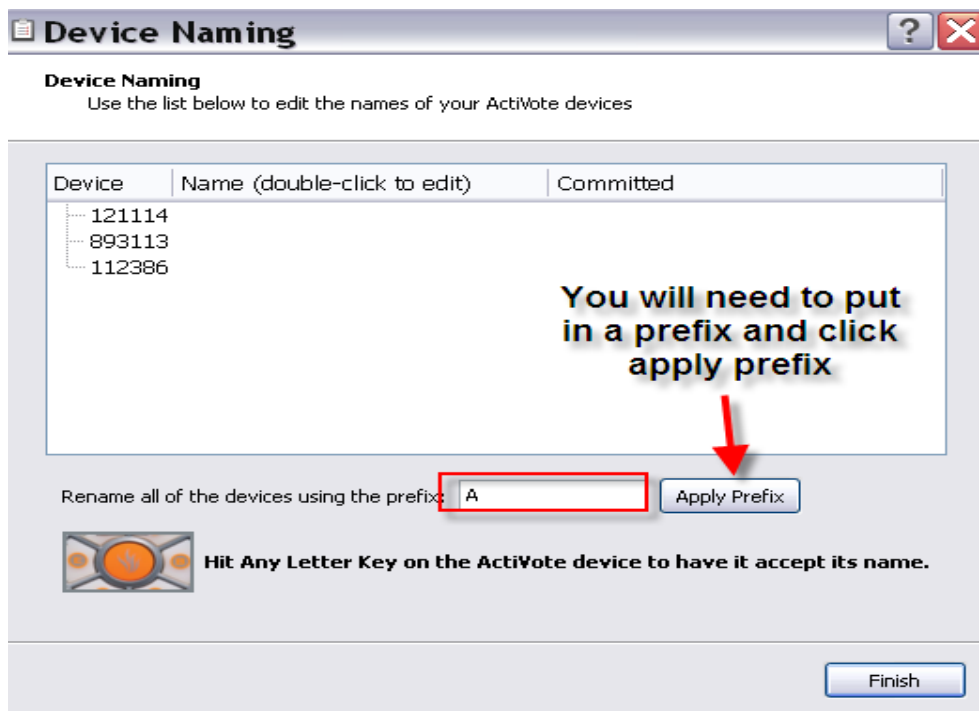 Device Naming
Device Naming
Use the list below to edit the names of your ActiVote devices
Device Name (double-click to edit) Committed
121114
893113
112386
You will need to put
in a prefix and click
apply prefix
Rename all of the devices using the prefix: A Apply Prefix
Hit Any Letter Key on the ActiVote device to have it accept its name.
Finish